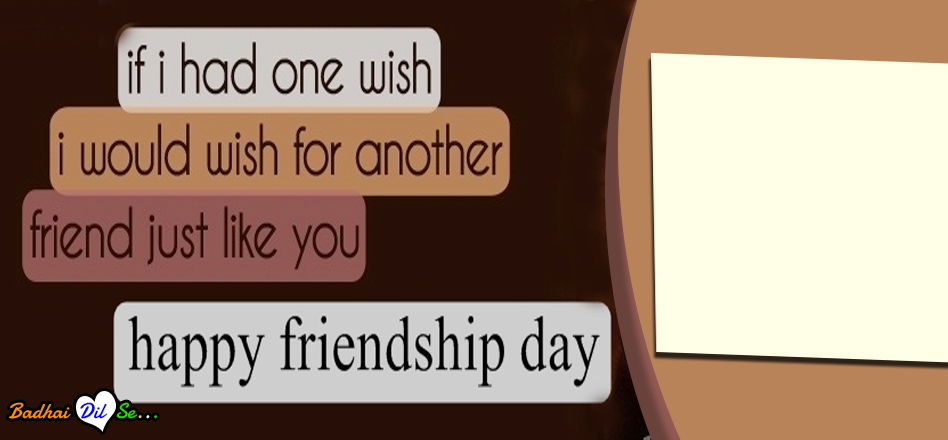 if i had one wish
i would wish for another
friend just like you
happy friendship day
Badhai Dil Se...